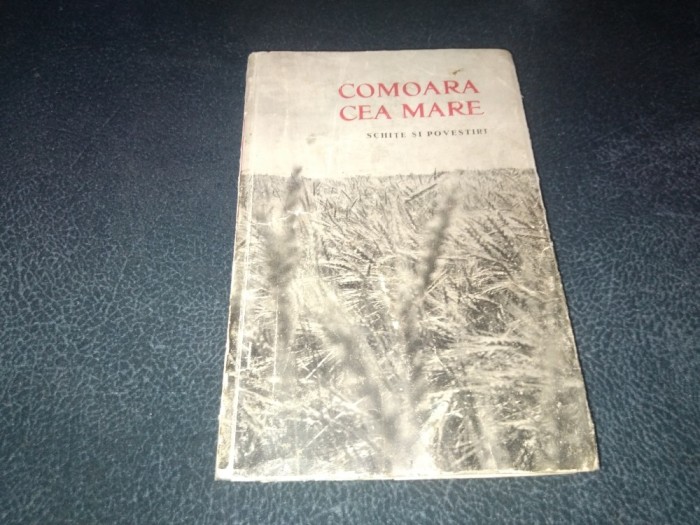 COMOARA
CEA MARE
SCHIȚE ȘI POVESTIRI